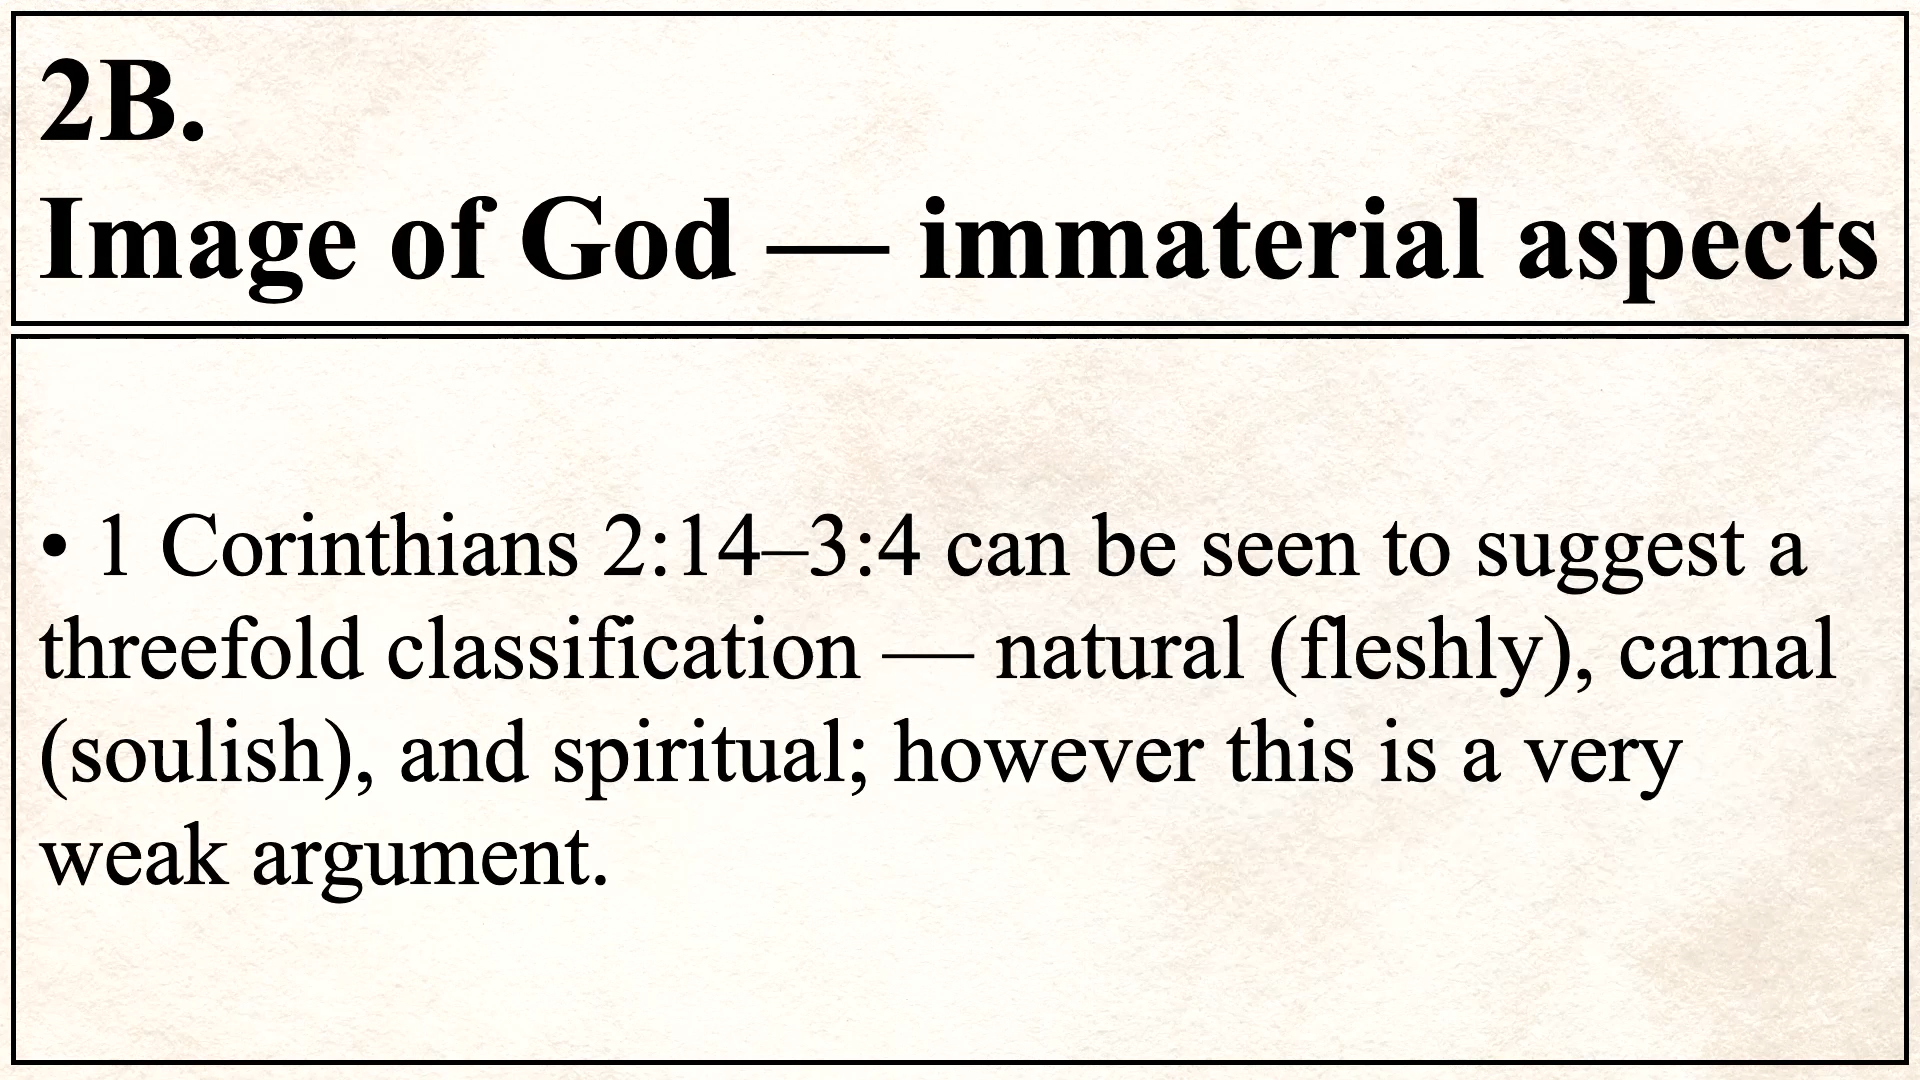 2B.
Image of God — immaterial aspects
• 1 Corinthians 2:14–3:4 can be seen to suggest a
threefold classification — natural (fleshly), carnal
(soulish), and spiritual; however this is a very
weak argument.